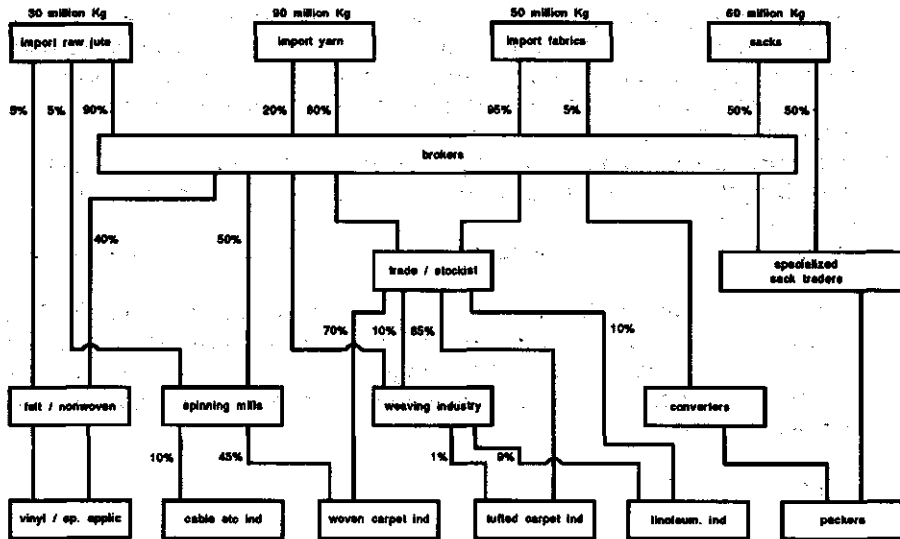 30 million Kg 90 million Kg 50 million Kg 60 million Kg
import raw jute import yarn import fabrics sacks
5% 5% 90% 20% 80% 95% 5% 50% 50%
brokers
40% 50%
trade / stockist specialized
sack traders
70% 10% 85% 10%
felt / nonwoven spinning mills weaving industry converters
10% 45% 1% 9%
vinyl / sp. applic cable etc ind woven carpet ind tufted carpet ind linoleum. ind packers